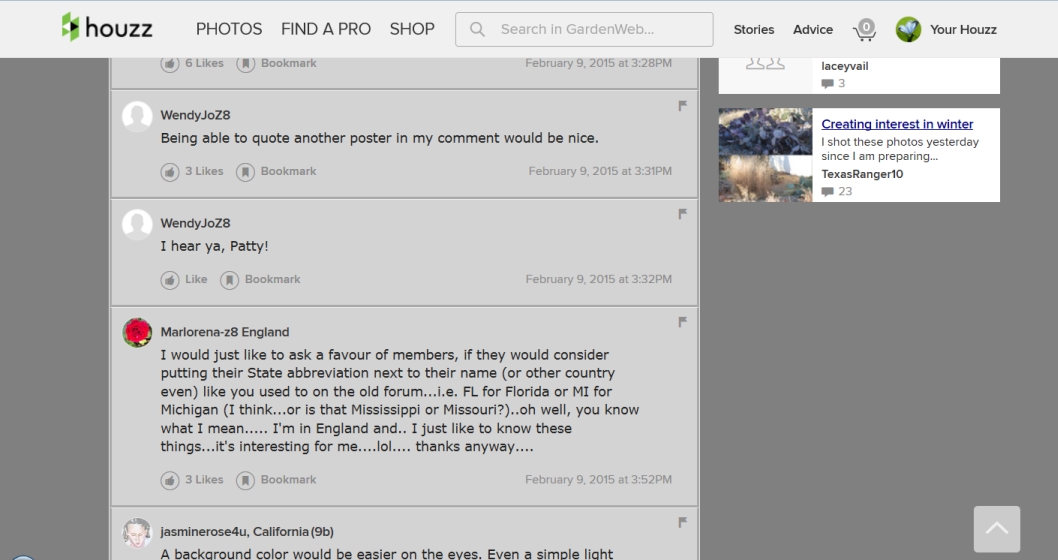 houzz
PHOTOS FIND A PRO SHOP
Search in GardenWeb...
Stories Advice 0 Your Houzz
6 Likes Bookmark February 9, 2015 at 3:28PM
WendyJoZ8
Being able to quote another poster in my comment would be nice.
3 Likes Bookmark February 9, 2015 at 3:31PM
WendyJoZ8
I hear ya, Patty!
Like Bookmark February 9, 2015 at 3:32PM
Marlorena-z8 England
I would just like to ask a favour of members, if they would consider
putting their State abbreviation next to their name (or other country
even) like you used to on the old forum...i.e. FL for Florida or MI for
Michigan (I think...or is that Mississippi or Missouri?)..oh well, you know
what I mean..... I'm in England and.. I just like to know these
things...it's interesting for me....lol.... thanks anyway....
3 Likes Bookmark February 9, 2015 at 3:52PM
jasminerose4u, California (9b)
A background color would be easier on the eyes. Even a simple light
laceyvail
3
Creating interest in winter
I shot these photos yesterday
since I am preparing...
TexasRanger10
23